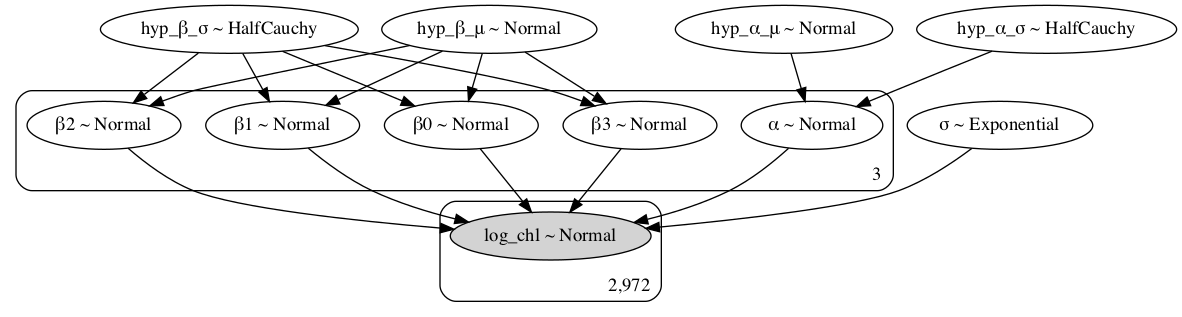 hyp_β_σ ~ HalfCauchy
hyp_β_μ ~ Normal
hyp_α_μ ~ Normal
hyp_α_σ ~ HalfCauchy
β2 ~ Normal
β1 ~ Normal
β0 ~ Normal
β3 ~ Normal
α ~ Normal
σ ~ Exponential
3
log_chl ~ Normal
2,972